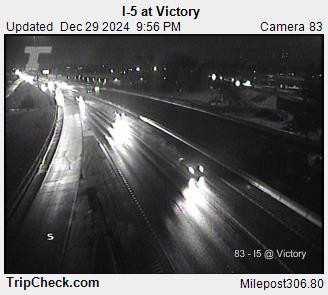 I-5 at Victory
Updated Dec 29 2024 9:56 PM Camera 83
S
83 - I5 @ Victory
TripCheck.com Milepost306.80